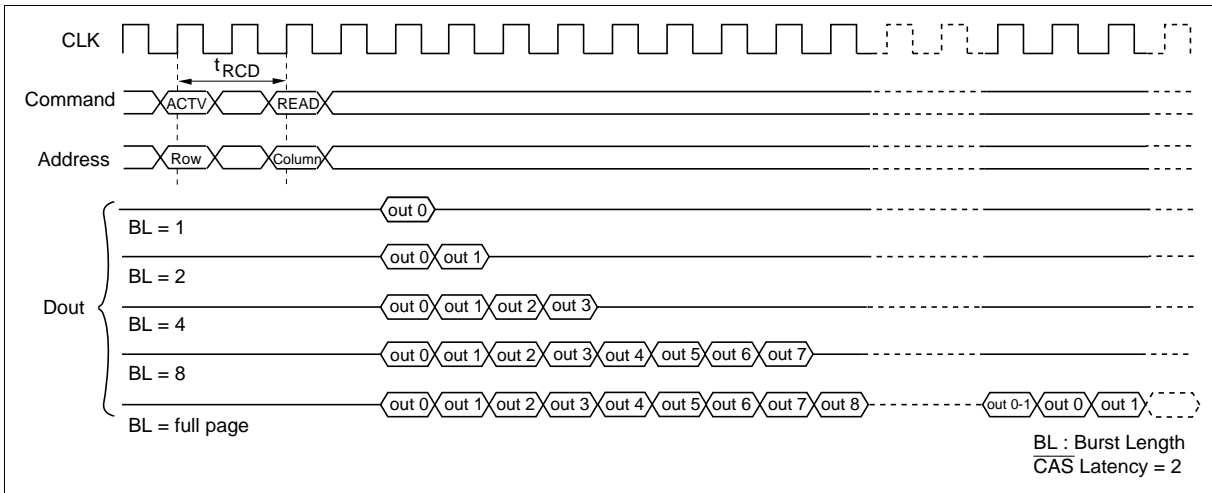 CLK
tRCD
Command ACTV READ
Address Row Column
out 0
BL = 1
out 0 out 1
BL = 2
Dout
out 0 out 1 out 2 out 3
BL = 4
out 0 out 1 out 2 out 3 out 4 out 5 out 6 out 7
BL = 8
out 0 out 1 out 2 out 3 out 4 out 5 out 6 out 7 out 8 out 0-1 out 0 out 1
BL = full page
BL : Burst Length
CAS Latency = 2